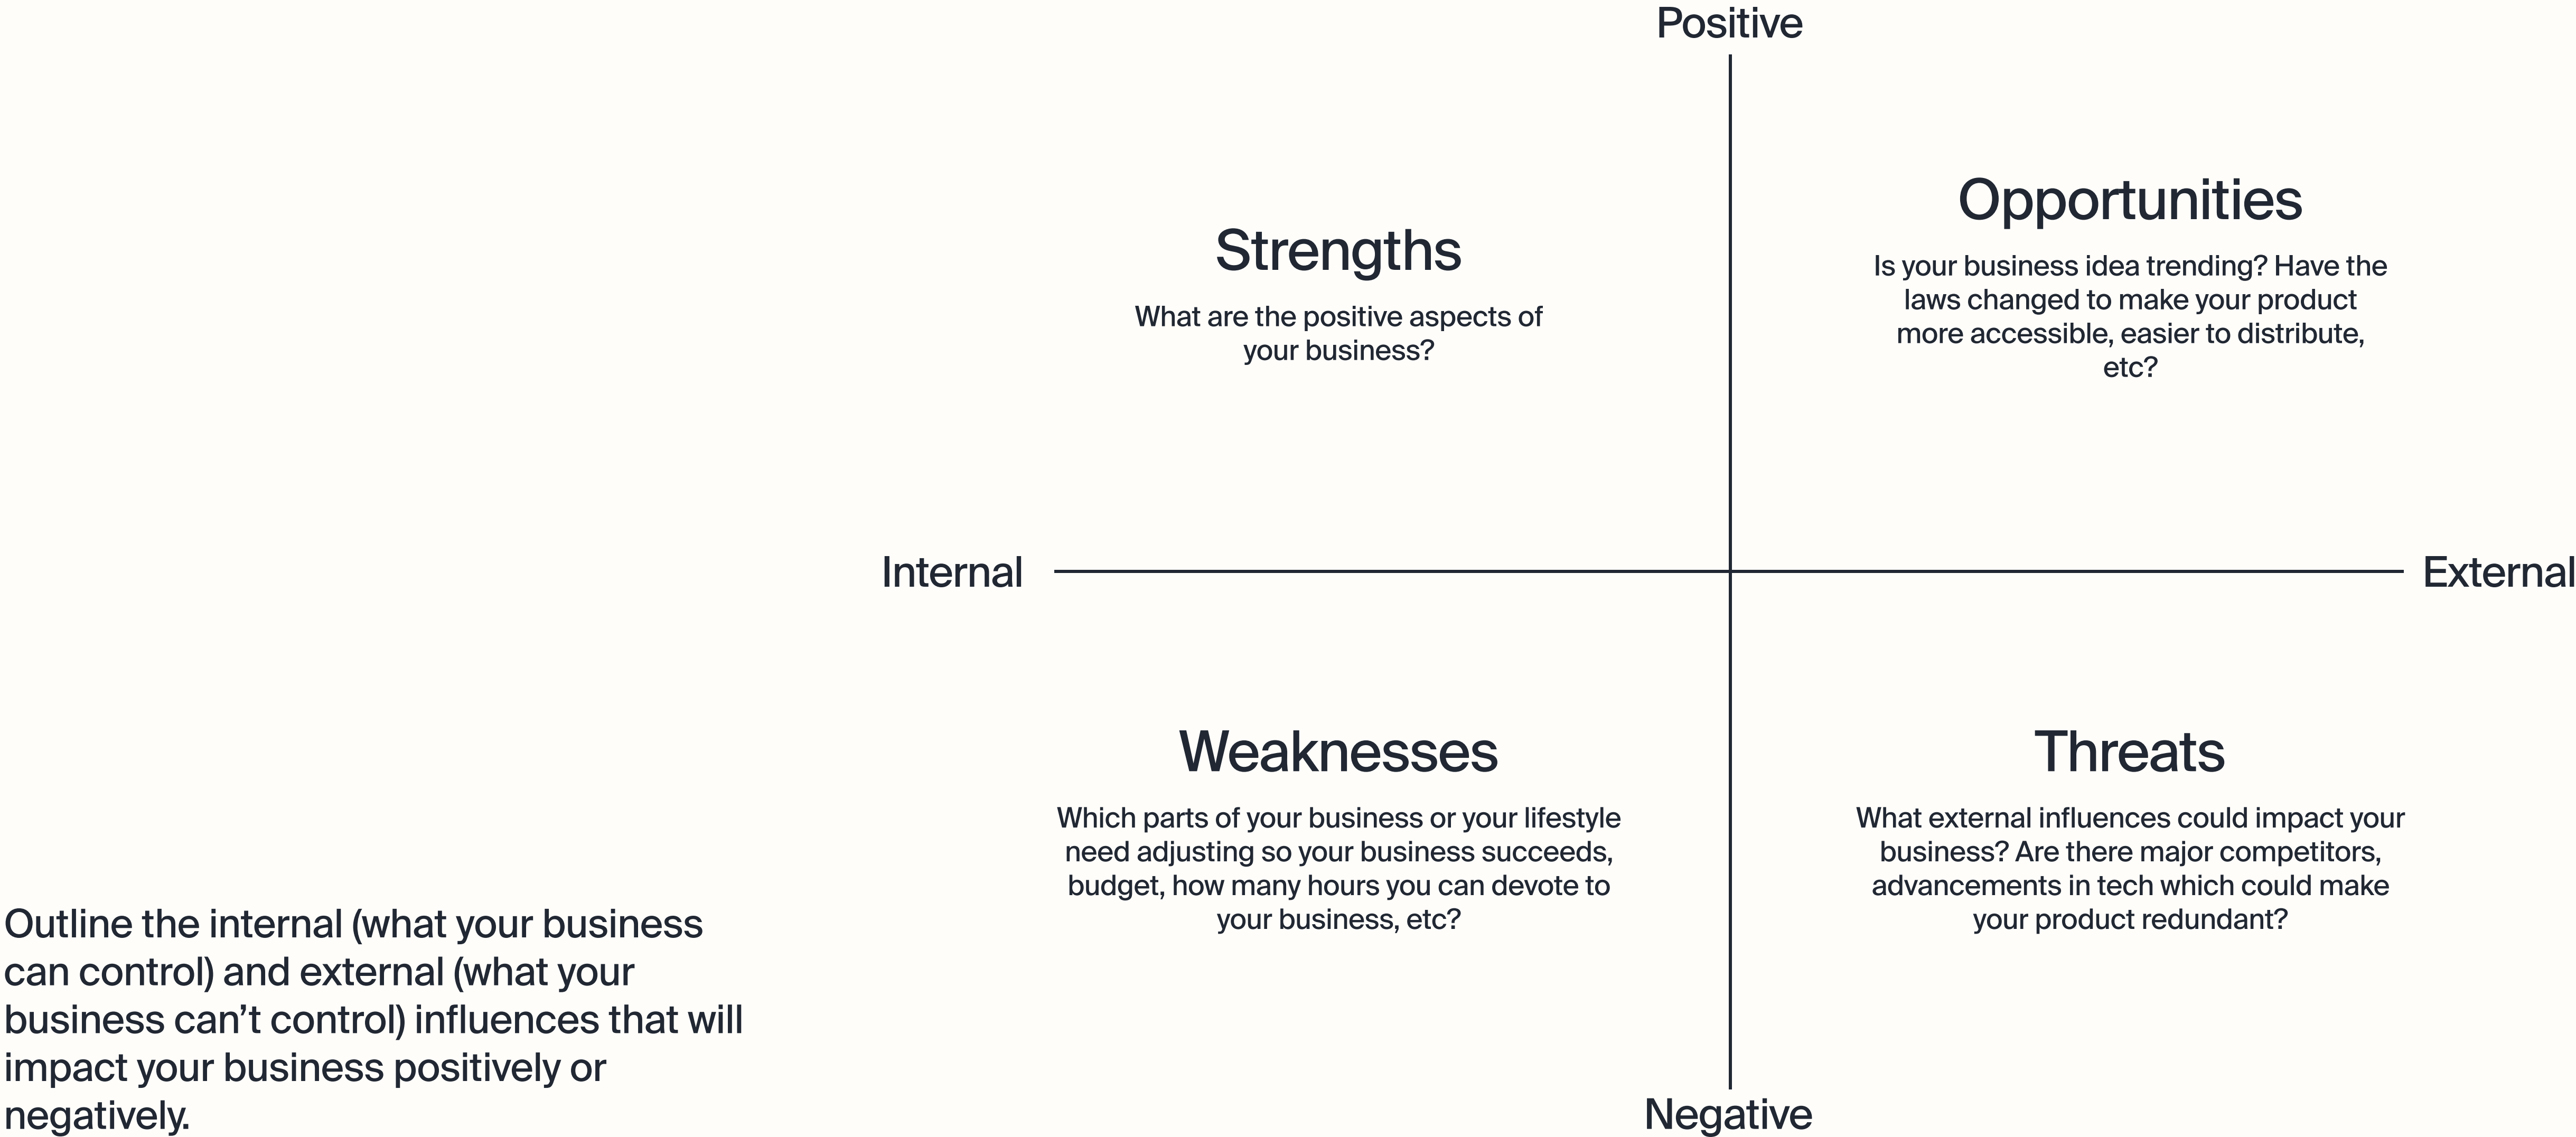 Positive
Strengths
What are the positive aspects of
your business?
Opportunities
Is your business idea trending? Have the
laws changed to make your product
more accessible, easier to distribute,
etc?
Internal
External
Weaknesses
Which parts of your business or your lifestyle
need adjusting so your business succeeds,
budget, how many hours you can devote to
your business, etc?
Threats
What external influences could impact your
business? Are there major competitors,
advancements in tech which could make
your product redundant?
Outline the internal (what your business
can control) and external (what your
business can’t control) influences that will
impact your business positively or
negatively.
Negative